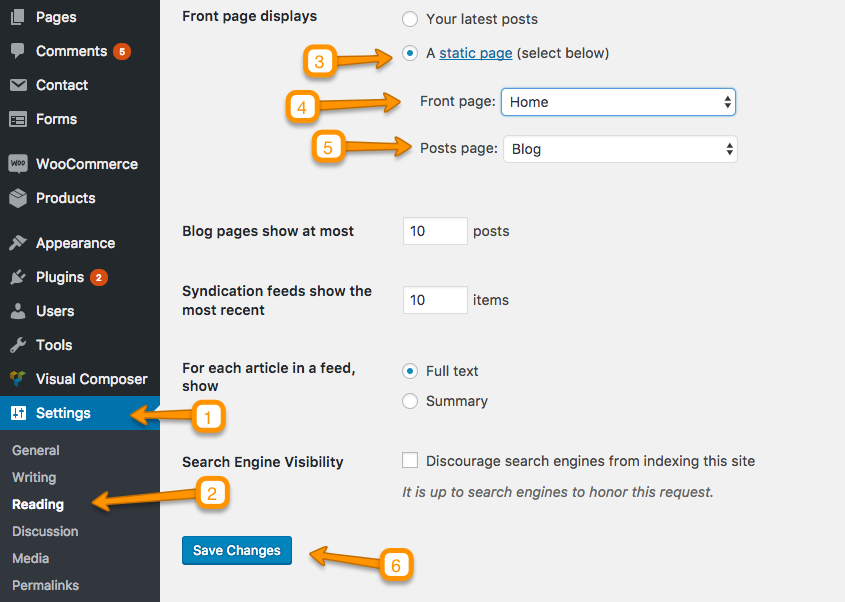 Pages
Comments 5
Contact
Forms
WOO WooCommerce
Products
Appearance
Plugins 2
Users
Tools
Visual Composer
Settings
1
General
Writing
Reading
2
Discussion
Media
Permalinks
Front page displays
Your latest posts
3
A static page (select below)
4
Front page: Home
5
Posts page: Blog
Blog pages show at most
10 posts
Syndication feeds show the
most recent
10 items
For each article in a feed,
show
Full text
Summary
Search Engine Visibility
Discourage search engines from indexing this site
It is up to search engines to honor this request.
Save Changes
6